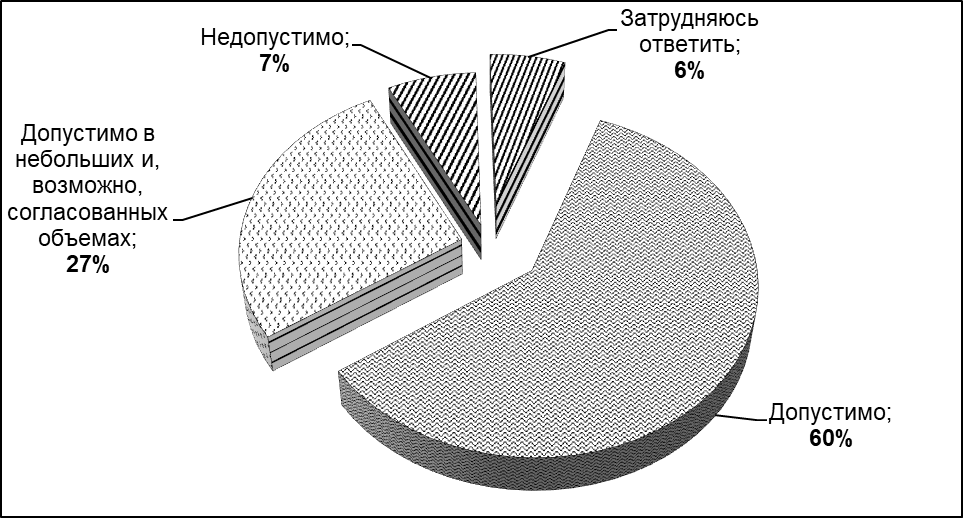 Недопустимо;
7%
Затрудняюсь
ответить;
6%
Допустимо в
небольших и,
возможно,
согласованных
объемах;
27%
Допустимо;
60%